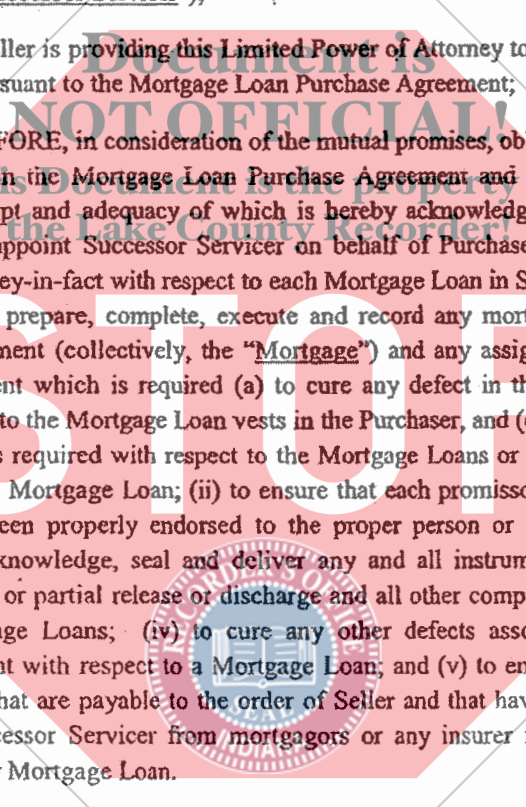 ller is providing this Limited Power of Attorney to
Document is
suant to the Mortgage Loan Purchase Agreement;
NOT OFFICIAL!
FORE, in consideration of the mutual promises, ob
n the Mortgage Loan Purchase Agreement and
is Document is the property
pt and adequacy of which is hereby acknowledg
the Lake County Recorder!
appoint Successor Servicer on behalf of Purchase
ey-in-fact with respect to each Mortgage Loan in S
prepare, complete, execute and record any mort
STOP
ment (collectively, the “Mortgage”) and any assig
ent which is required (a) to cure any defect in th
to the Mortgage Loan vests in the Purchaser, and (
s required with respect to the Mortgage Loans or
Mortgage Loan; (ii) to ensure that each promisso
een properly endorsed to the proper person or
knowledge, seal and deliver any and all instrum
or partial release or discharge and all other comp
RECORDER'S OF
age Loans; (iv) to cure any other defects asso
nt with respect to a Mortgage Loan; and (v) to en
hat are payable to the order of Seller and that hav
SEAL
cessor Servicer from mortgagors or any insurer
INDIANA
Mortgage Loan.